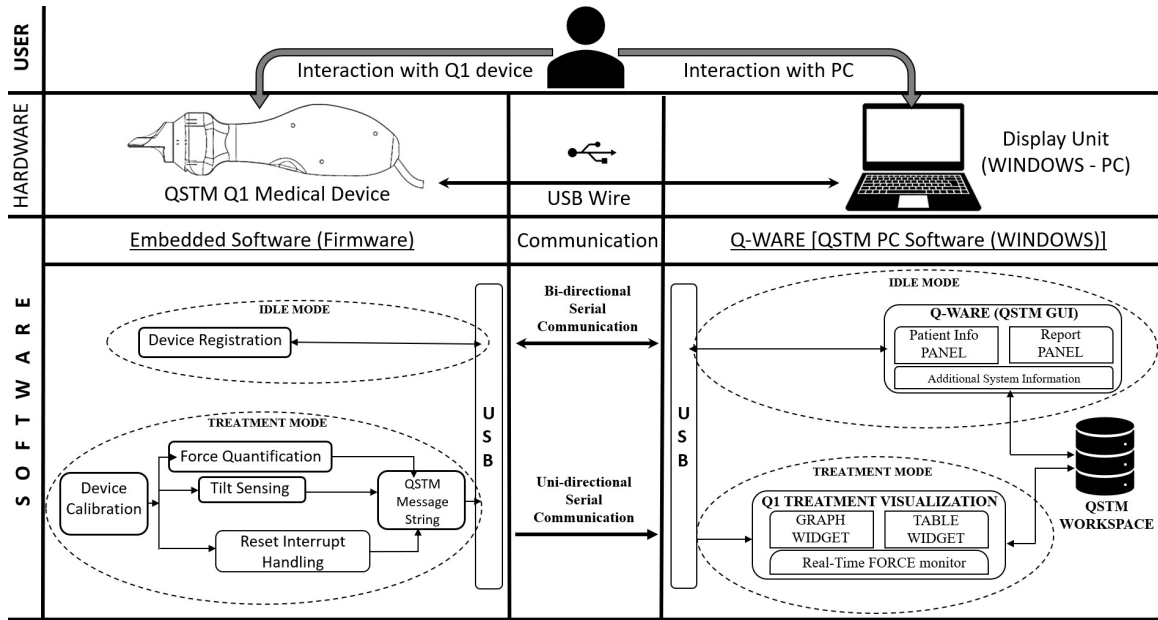 USER
Interaction with Q1 device
Interaction with PC
HARDWARE
QSTM Q1 Medical Device
USB Wire
Display Unit
(WINDOWS - PC)
Embedded Software (Firmware)
Communication
Q-WARE [QSTM PC Software (WINDOWS)]
SOFTWARE
IDLE MODE
Device Registration
TREATMENT MODE
Device
Calibration
Force Quantification
Tilt Sensing
Reset Interrupt
Handling
QSTM
Message
String
USB
Bi-directional
Serial
Communication
Uni-directional
Serial
Communication
USB
IDLE MODE
Q-WARE (QSTM GUI)
Patient Info
PANEL
Report
PANEL
Additional System Information
TREATMENT MODE
Q1 TREATMENT VISUALIZATION
GRAPH
WIDGET
TABLE
WIDGET
Real-Time FORCE monitor
QSTM
WORKSPACE